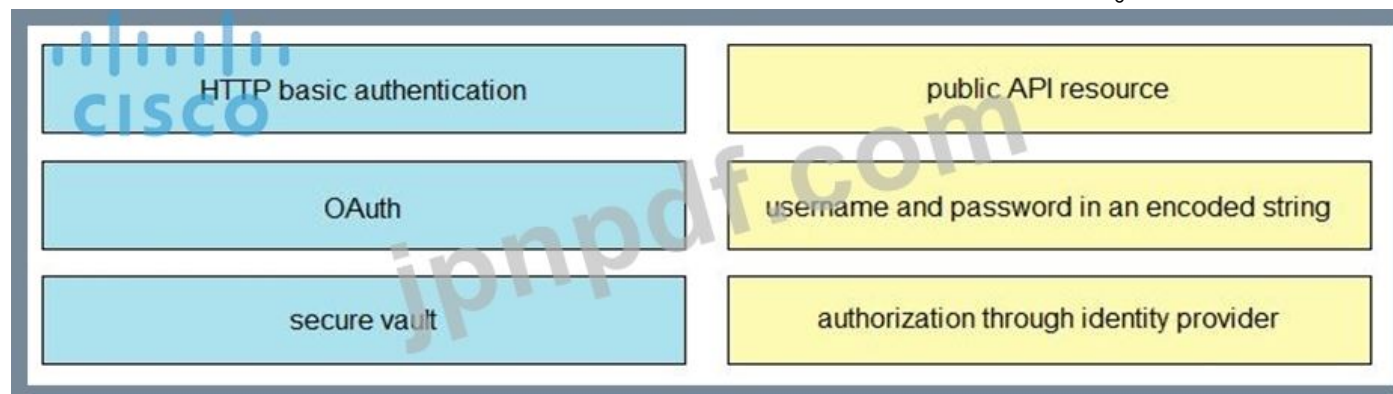 CISCO
HTTP basic authentication
public API resource
OAuth
username and password in an encoded string
secure vault
authorization through identity provider
jpnpdf.com